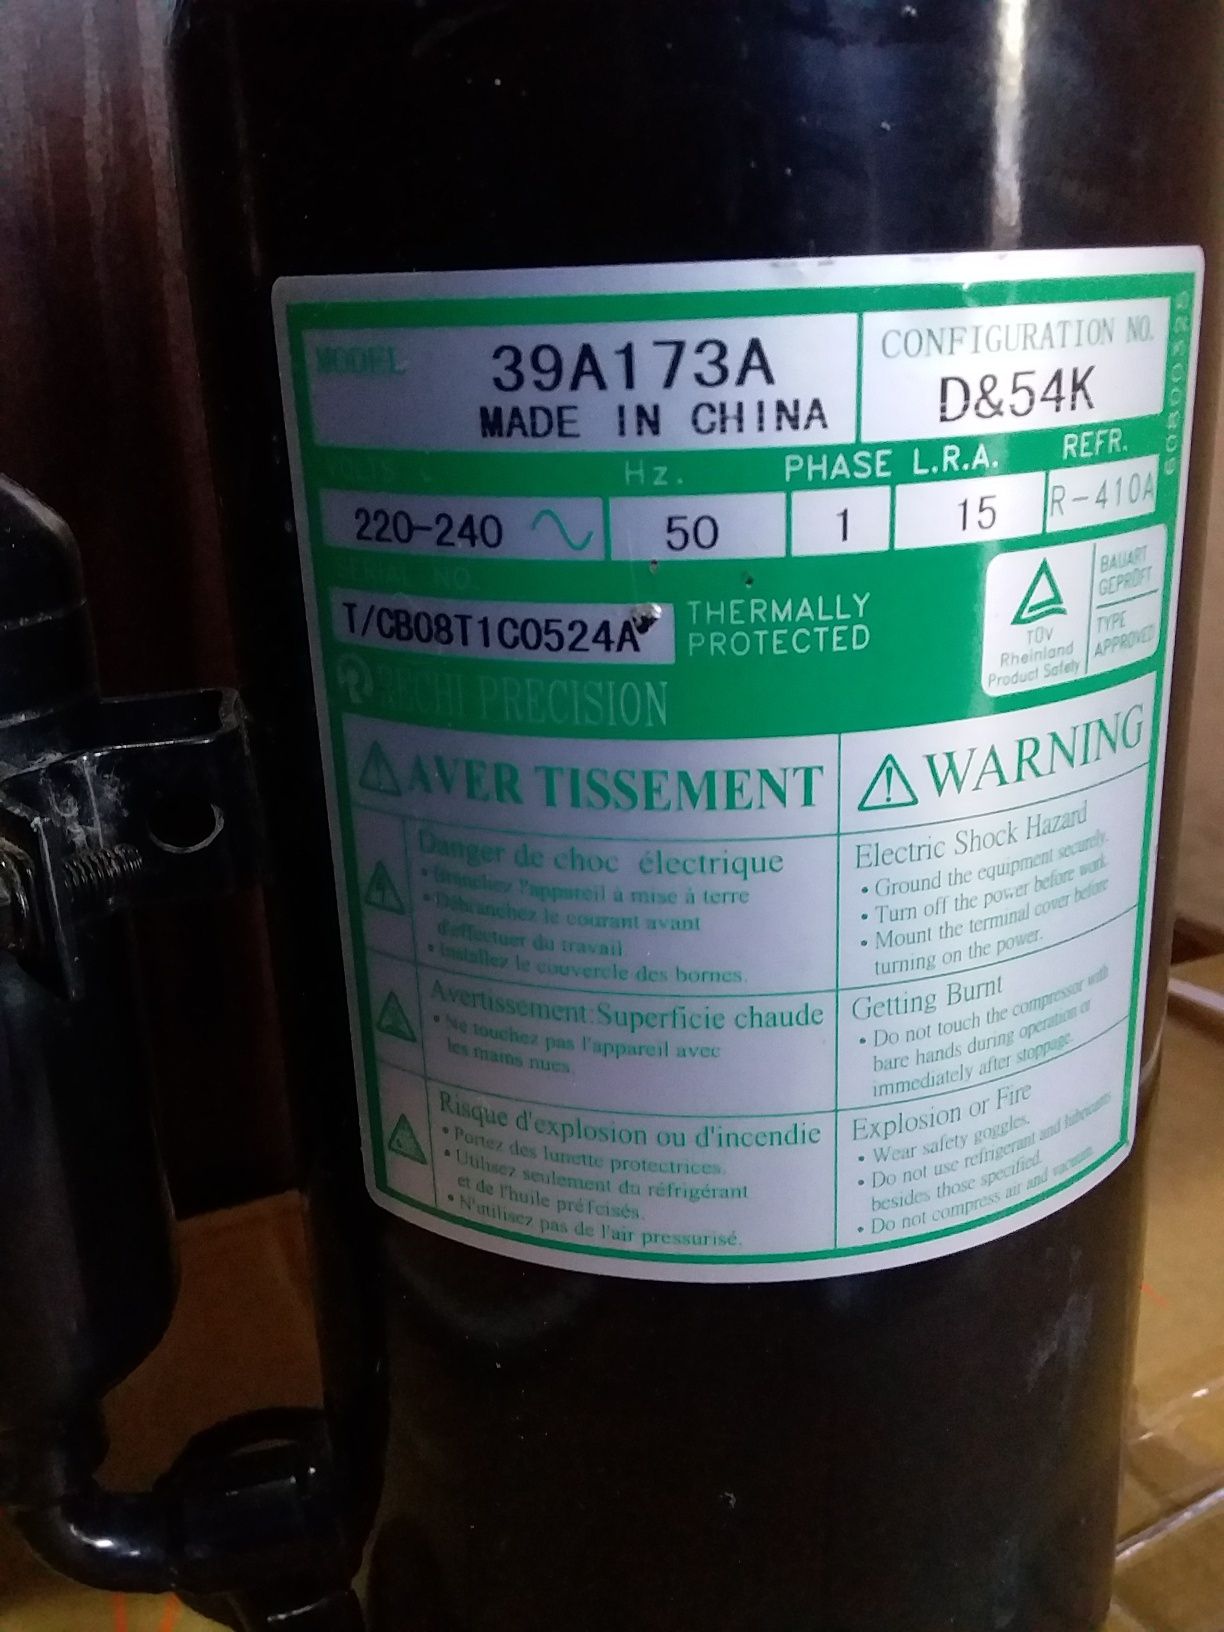 MODEL 39A173A
MADE IN CHINA
CONFIGURATION NO.
D&54K
VOLTS Hz. PHASE L.R.A. REFR.
220-240 50 1 15 R-410A
SERIAL NO.
T/CB08T1C0524A
THERMALLY
PROTECTED
TÜV
Rheinland
Product Safety
BAUART
GEPRÜFT
TYPE
APPROVED
RECHI PRECISION
AVER TISSEMENT
Danger de choc électrique
• Branchez l'appareil à mise à terre
• Débranchez le courant avant
d'effectuer du travail.
• Installez le couvercle des bornes.
Avertissement:Superficie chaude
• Ne touchez pas l'appareil avec
les mains nues
Risque d'explosion ou d'incendie
• Portez des lunette protectrices.
• Utilisez seulement du réfrigérant
et de l'huile préfcisés.
• N'utilisez pas de l'air pressurisé.
WARNING
Electric Shock Hazard
• Ground the equipment securely.
• Turn off the power before work.
• Mount the terminal cover before
turning on the power.
Getting Burnt
• Do not touch the compressor with
bare hands during operation or
immediately after stoppage.
Explosion or Fire
• Wear safety goggles.
• Do not use refrigerant and lubricants
besides those specified.
• Do not compress air and vacuum.